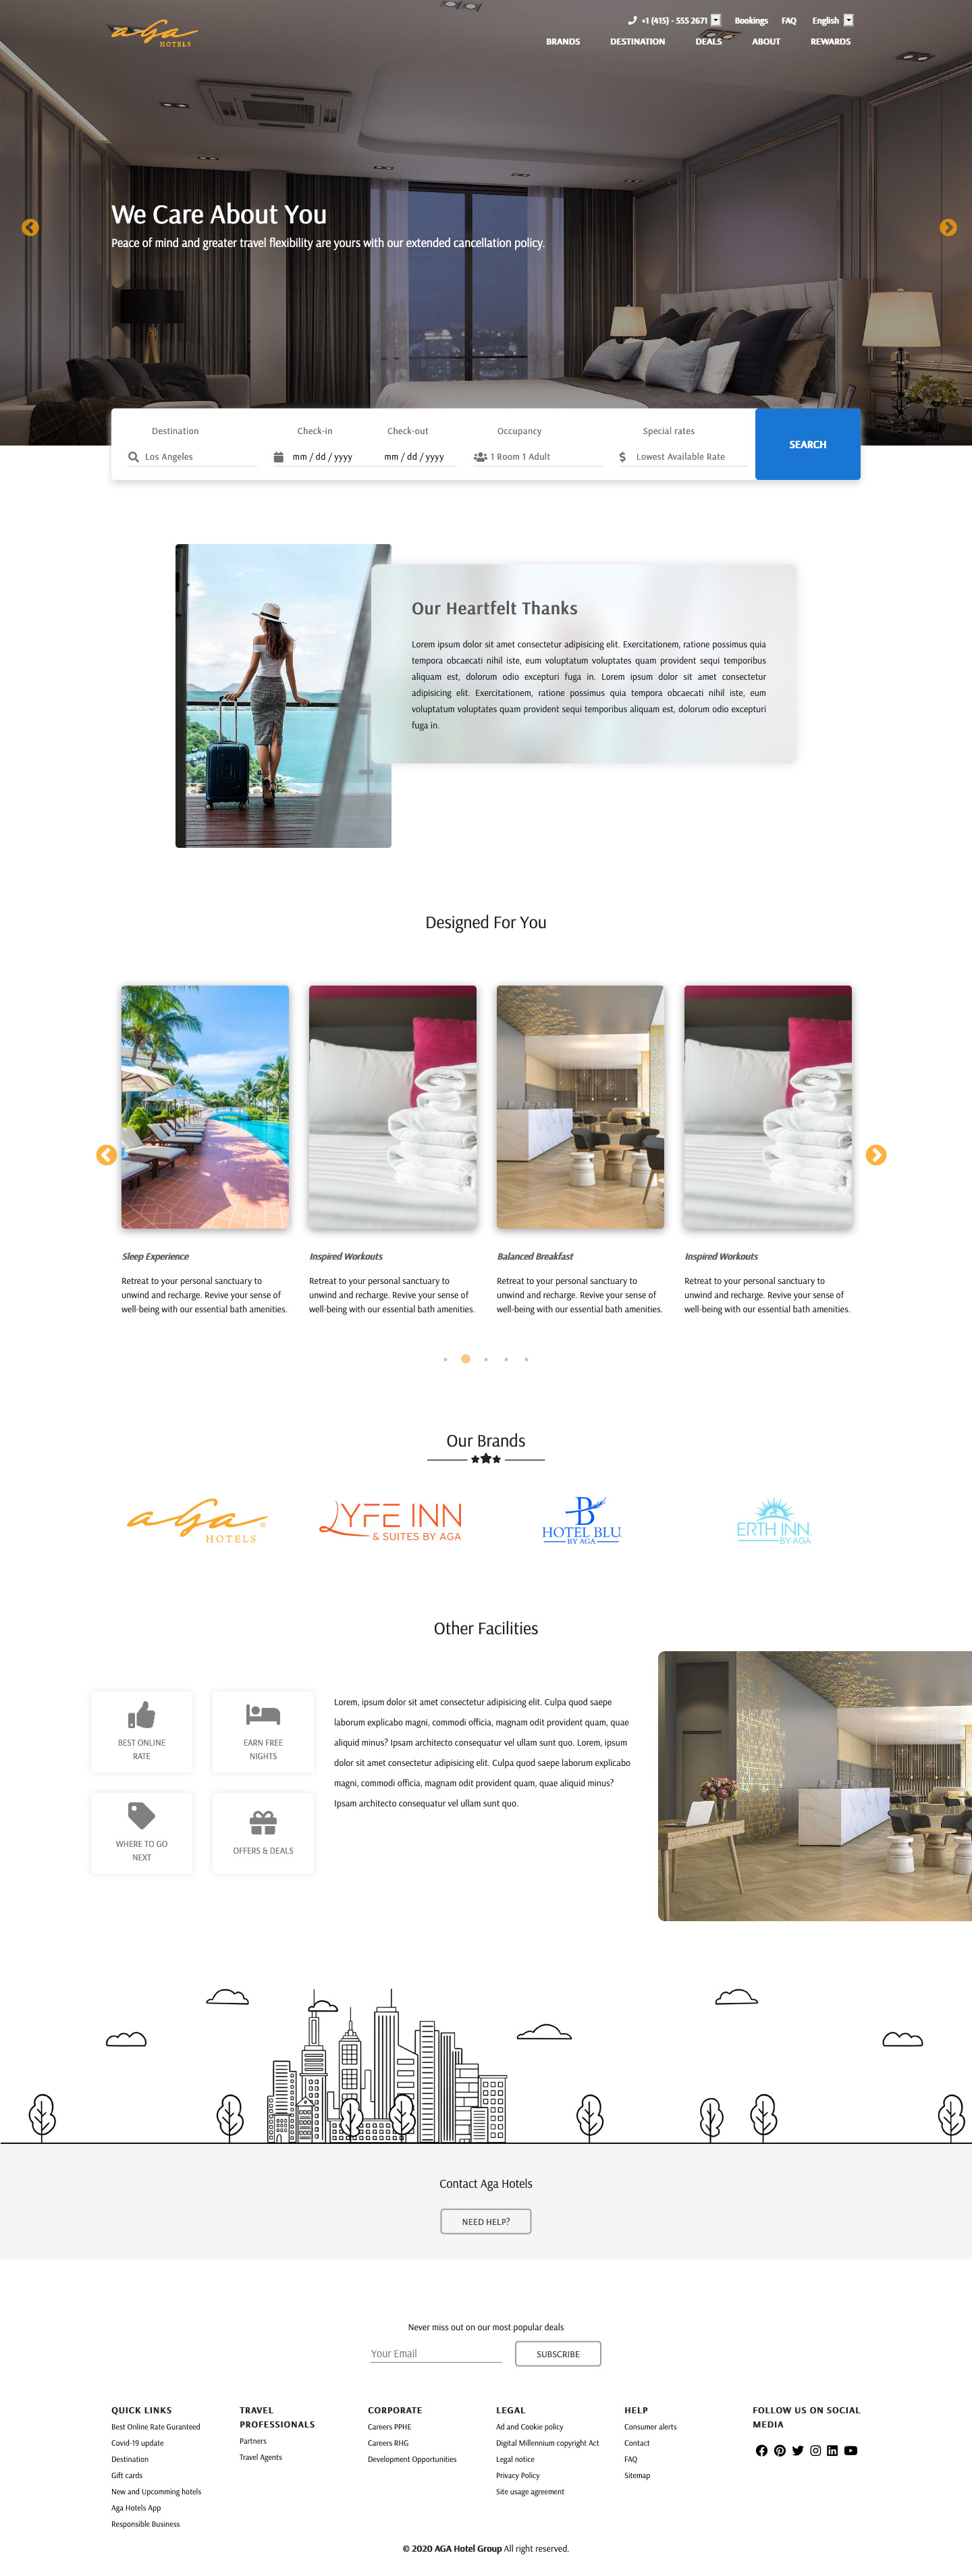 aga
HOTELS
+1 (415) - 555 2671
Bookings
FAQ
English
BRANDS
DESTINATION
DEALS
ABOUT
REWARDS
We Care About You
Peace of mind and greater travel flexibility are yours with our extended cancellation policy.
Destination
Check-in
Check-out
Occupancy
Special rates
Los Angeles
mm / dd / yyyy
mm / dd / yyyy
1 Room 1 Adult
Lowest Available Rate
SEARCH
Our Heartfelt Thanks
Lorem ipsum dolor sit amet consectetur adipisicing elit. Exercitationem, ratione possimus quia
tempora obcaecati nihil iste, eum voluptatum voluptates quam provident sequi temporibus
aliquam est, dolorum odio excepturi fuga in. Lorem ipsum dolor sit amet consectetur
adipisicing elit. Exercitationem, ratione possimus quia tempora obcaecati nihil iste, eum
voluptatum voluptates quam provident sequi temporibus aliquam est, dolorum odio excepturi
fuga in.
Designed For You
Sleep Experience
Retreat to your personal sanctuary to
unwind and recharge. Revive your sense of
well-being with our essential bath amenities.
Inspired Workouts
Retreat to your personal sanctuary to
unwind and recharge. Revive your sense of
well-being with our essential bath amenities.
Balanced Breakfast
Retreat to your personal sanctuary to
unwind and recharge. Revive your sense of
well-being with our essential bath amenities.
Inspired Workouts
Retreat to your personal sanctuary to
unwind and recharge. Revive your sense of
well-being with our essential bath amenities.
Our Brands
aga
HOTELS
LYFE INN
& SUITES BY AGA
B
HOTEL BLU
BY AGA
ERTH INN
BY AGA
Other Facilities
BEST ONLINE
RATE
EARN FREE
NIGHTS
WHERE TO GO
NEXT
OFFERS & DEALS
Lorem, ipsum dolor sit amet consectetur adipisicing elit. Culpa quod saepe
laborum explicabo magni, commodi officia, magnam odit provident quam, quae
aliquid minus? Ipsam architecto consequatur vel ullam sunt quo. Lorem, ipsum
dolor sit amet consectetur adipisicing elit. Culpa quod saepe laborum explicabo
magni, commodi officia, magnam odit provident quam, quae aliquid minus?
Ipsam architecto consequatur vel ullam sunt quo.
Contact Aga Hotels
NEED HELP?
Never miss out on our most popular deals
Your Email
SUBSCRIBE
QUICK LINKS
Best Online Rate Guranteed
Covid-19 update
Destination
Gift cards
New and Upcomming hotels
Aga Hotels App
Responsible Business
TRAVEL
PROFESSIONALS
Partners
Travel Agents
CORPORATE
Careers PPHE
Careers RHG
Development Opportunities
LEGAL
Ad and Cookie policy
Digital Millennium copyright Act
Legal notice
Privacy Policy
Site usage agreement
HELP
Consumer alerts
Contact
FAQ
Sitemap
FOLLOW US ON SOCIAL
MEDIA
© 2020 AGA Hotel Group All right reserved.